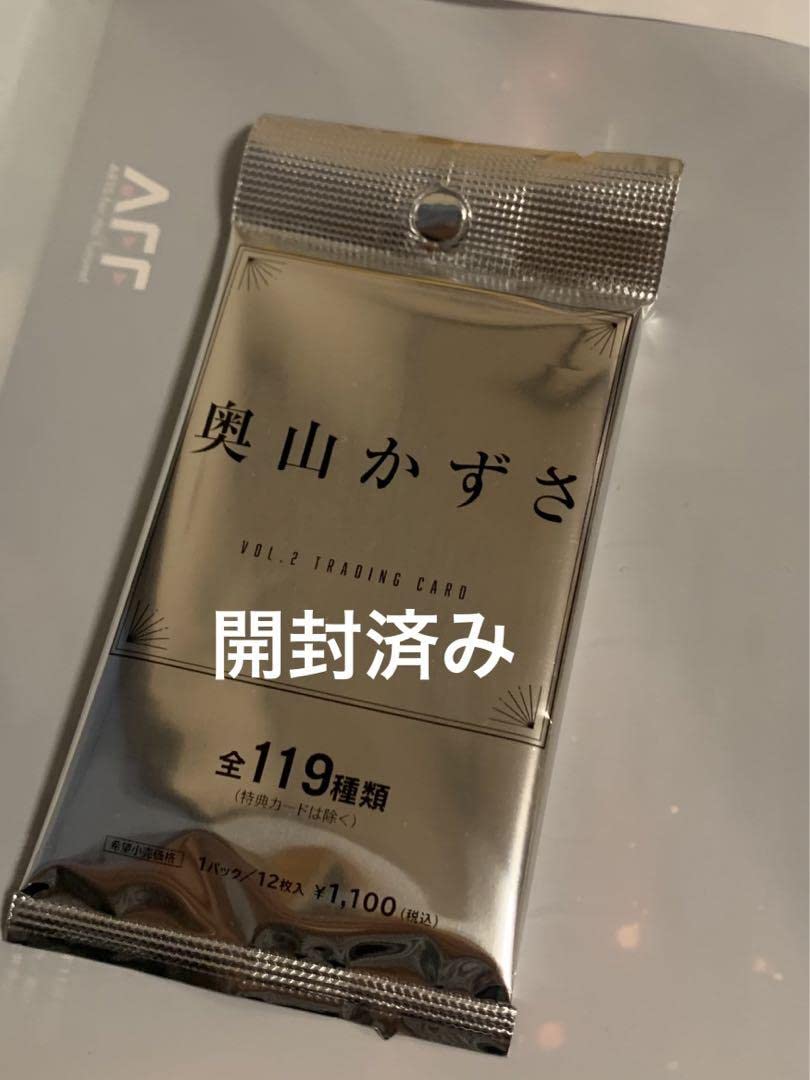 奥山かずさ
VOL.2 TRADING CARD
開封済み
全119種類
(特典カードは除く)
希望小売価格 1パック/12枚入 ¥1,100(税込)